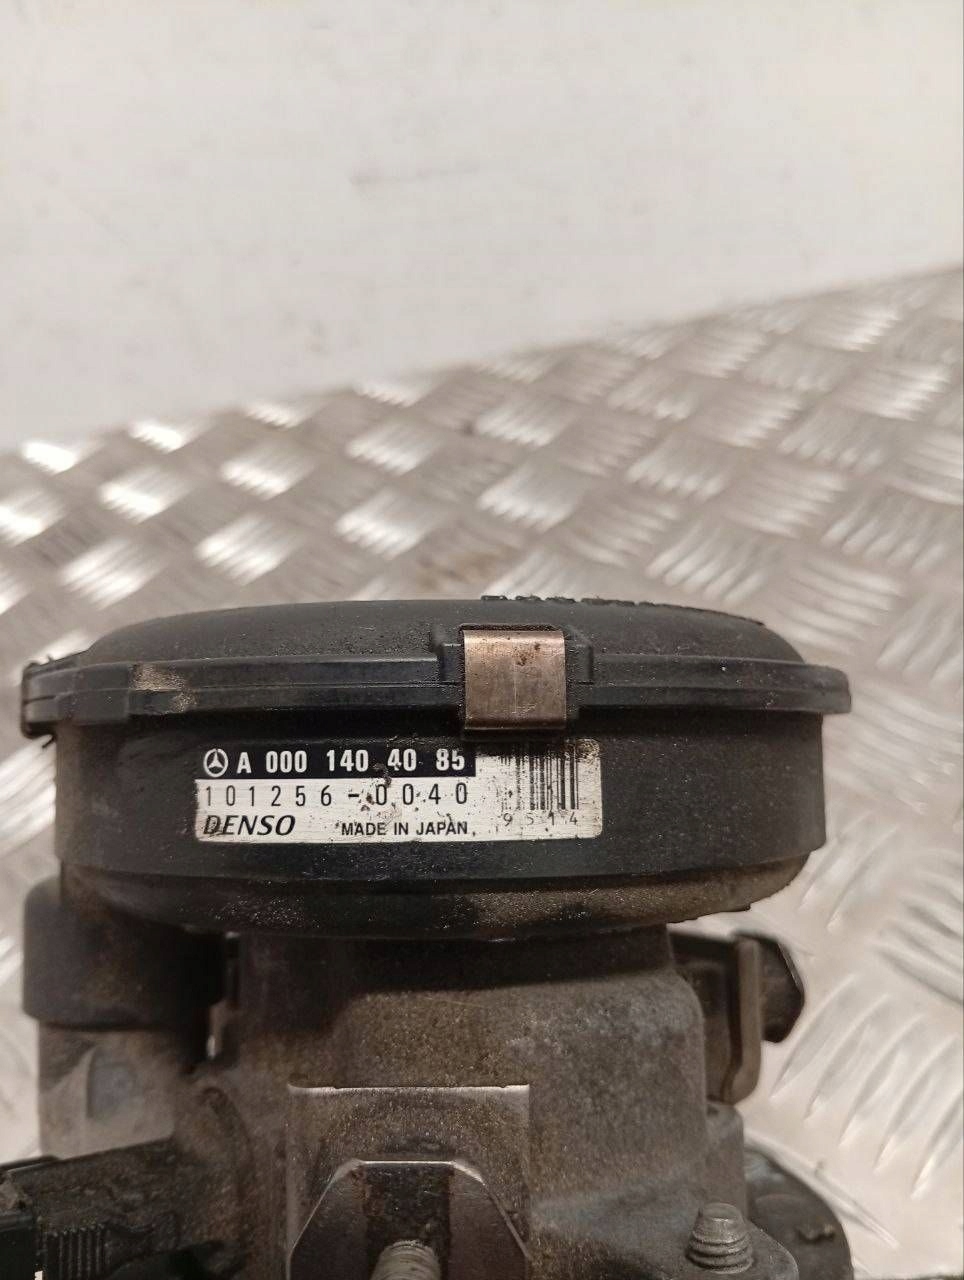 A 000 140 40 85
101256-0040
DENSO MADE IN JAPAN 9514